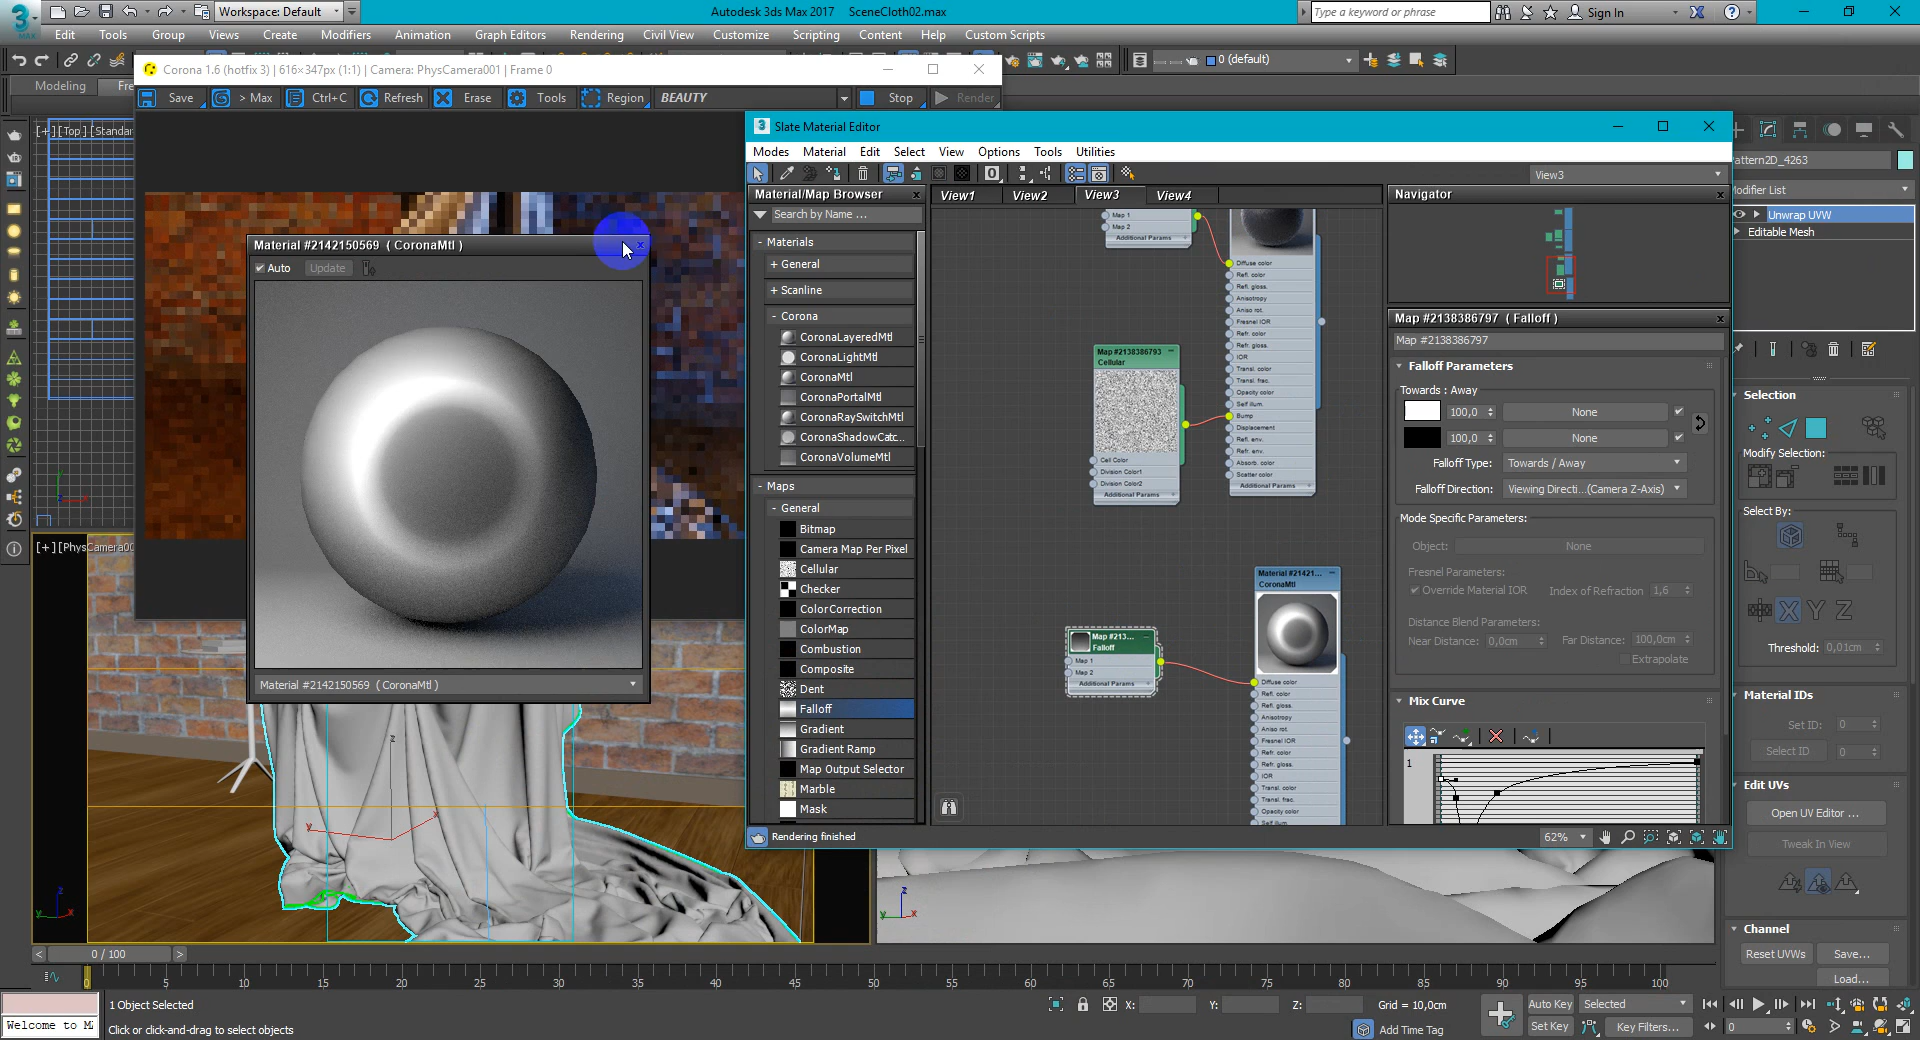 Workspace: Default
Autodesk 3ds Max 2017 SceneCloth02.max
Type a keyword or phrase
Sign In
MAX
Edit Tools Group Views Create Modifiers Animation Graph Editors Rendering Civil View Customize Scripting Content Help Custom Scripts
0 (default)
Modeling Fre
Corona 1.6 (hotfix 3) | 616×347px (1:1) | Camera: PhysCamera001 | Frame 0
Save > Max Ctrl+C Refresh Erase Tools Region BEAUTY Stop Render
[+][Top][Standar
[+][PhysCamera00
Material #2142150569 ( CoronaMtl )
Auto Update
Material #2142150569 ( CoronaMtl )
Slate Material Editor
Modes Material Edit Select View Options Tools Utilities
View3
Material/Map Browser
Search by Name ...
- Materials
+ General
+ Scanline
- Corona
CoronaLayeredMtl
CoronaLightMtl
CoronaMtl
CoronaPortalMtl
CoronaRaySwitchMtl
CoronaShadowCatc...
CoronaVolumeMtl
- Maps
- General
Bitmap
Camera Map Per Pixel
Cellular
Checker
ColorCorrection
ColorMap
Combustion
Composite
Dent
Falloff
Gradient
Gradient Ramp
Map Output Selector
Marble
Mask
View1 View2 View3 View4
Map 1
Map 2
Additional Params
Diffuse color
Refl. color
Refl. gloss.
Anisotropy
Aniso rot.
Fresnel IOR
Refr. color
Refr. gloss.
IOR
Transl. color
Transl. frac.
Opacity color
Self illum.
Bump
Displacement
Refl. env.
Refr. env.
Absorb. color
Scatter color
Additional Params
Map #2138386793
Cellular
Cell Color
Division Color1
Division Color2
Additional Params
Map #213...
Falloff
Map 1
Map 2
Additional Params
Material #21421...
CoronaMtl
Diffuse color
Refl. color
Refl. gloss.
Anisotropy
Aniso rot.
Fresnel IOR
Refr. color
Refr. gloss.
IOR
Transl. color
Transl. frac.
Opacity color
Self illum.
Rendering finished
62%
Navigator
Map #2138386797 ( Falloff )
Map #2138386797
Falloff Parameters
Towards : Away
100,0 None
100,0 None
Falloff Type: Towards / Away
Falloff Direction: Viewing Directi...(Camera Z-Axis)
Mode Specific Parameters:
Object: None
Fresnel Parameters:
Override Material IOR Index of Refraction 1,6
Distance Blend Parameters:
Near Distance: 0,0cm Far Distance: 100,0cm
Extrapolate
Mix Curve
1
attern2D_4263
Modifier List
Unwrap UVW
Editable Mesh
Selection
Modify Selection:
Select By:
X Y Z
Threshold: 0,01cm
Material IDs
Set ID: 0
Select ID 0
Edit UVs
Open UV Editor ...
Tweak In View
Channel
Reset UVWs Save...
Load...
z
y
x
z
y x
z
y x
< 0 / 100 >
0 5 10 15 20 25 30 35 40 45 50 55 60 65 70 75 80 85 90 95 100
1 Object Selected
Welcome to M
Click or click-and-drag to select objects
X: Y: Z: Grid = 10,0cm
Add Time Tag
Auto Key Selected
Set Key Key Filters...
0